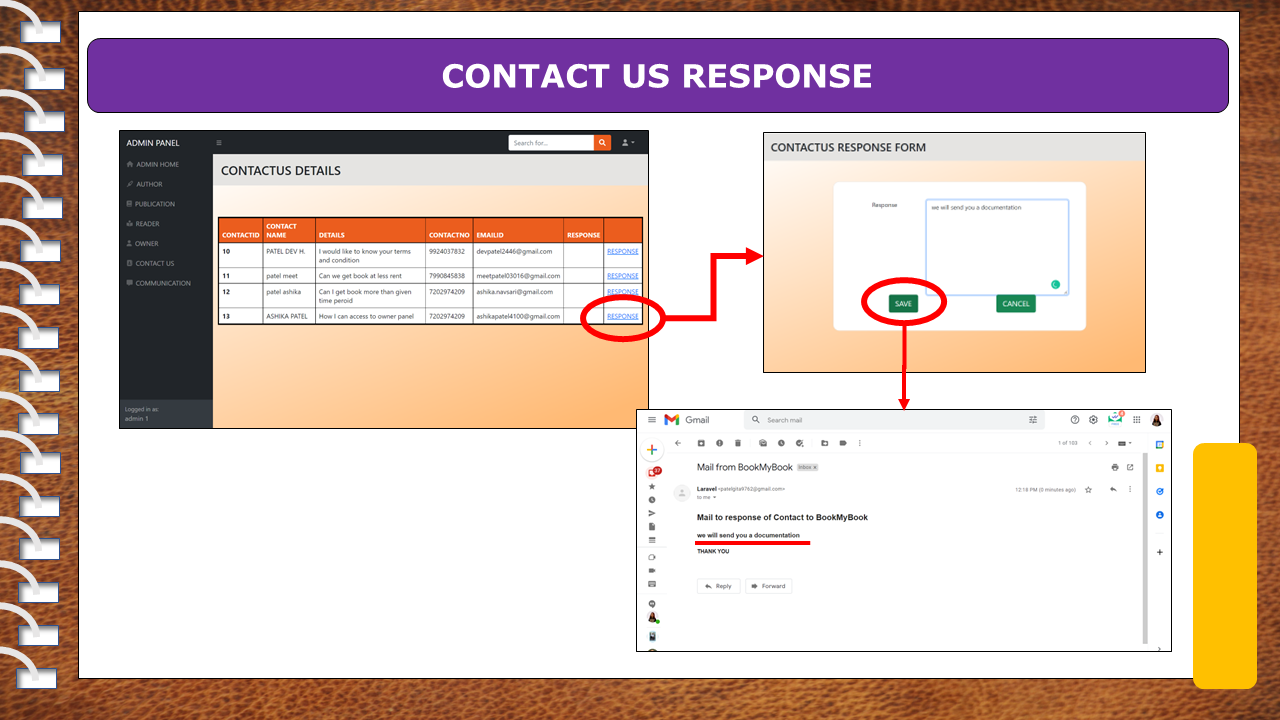 CONTACT US RESPONSE
ADMIN PANEL
Search for...
ADMIN HOME
AUTHOR
PUBLICATION
READER
OWNER
CONTACT US
COMMUNICATION
Logged in as
admin 1
CONTACTUS DETAILS
CONTACTID CONTACT NAME DETAILS CONTACTNO EMAILID RESPONSE
10 PATEL DEV H. I would like to know your terms and condition 9924037832 devpatel2446@gmail.com RESPONSE
11 patel meet Can we get book at less rent 7990845838 meetpatel03016@gmail.com RESPONSE
12 patel ashika Can I get book more than given time peroid 7202974209 ashika.navsari@gmail.com RESPONSE
13 ASHIKA PATEL How I can access to owner panel 7202974209 ashikapatel4100@gmail.com RESPONSE
CONTACTUS RESPONSE FORM
Response
we will send you a documentation
SAVE CANCEL
Gmail
Search mail
1 of 103
Mail from BookMyBook Inbox x
Laravel <patelgita9762@gmail.com>
12:16 PM (0 minutes ago)
to me
Mail to response of Contact to BookMyBook
we will send you a documentation
THANK YOU
Reply Forward